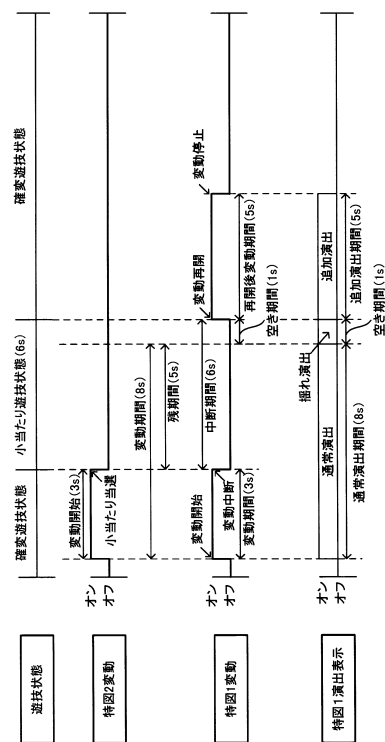 遊技状態
確変遊技状態
小当たり遊技状態(6s)
確変遊技状態
特図2変動
オン
オフ
変動開始(3s)
小当たり当選
変動期間(8s)
残期間(5s)
中断期間(6s)
特図1変動
オン
オフ
変動開始
変動中断
変動期間(3s)
変動再開
変動停止
再開後変動期間(5s)
空き期間(1s)
特図1演出表示
オン
オフ
通常演出
揺れ演出
追加演出
通常演出期間(8s)
追加演出期間(5s)
空き期間(1s)